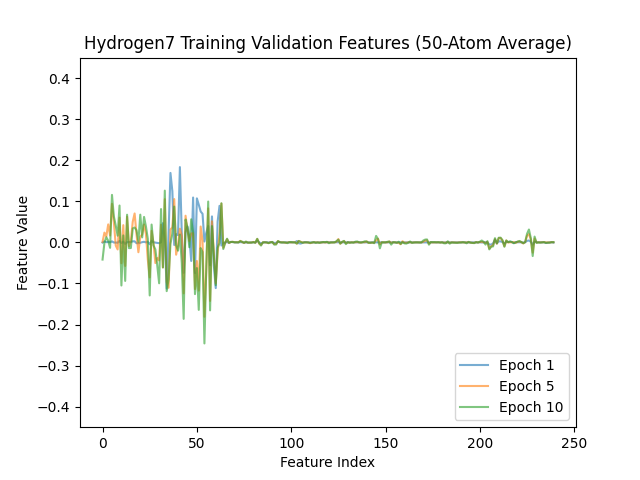 Hydrogen7 Training Validation Features (50-Atom Average)
0.4
0.3
0.2
0.1
0.0
−0.1
−0.2
−0.3
−0.4
Feature Value
Epoch 1
Epoch 5
Epoch 10
0 50 100 150 200 250
Feature Index